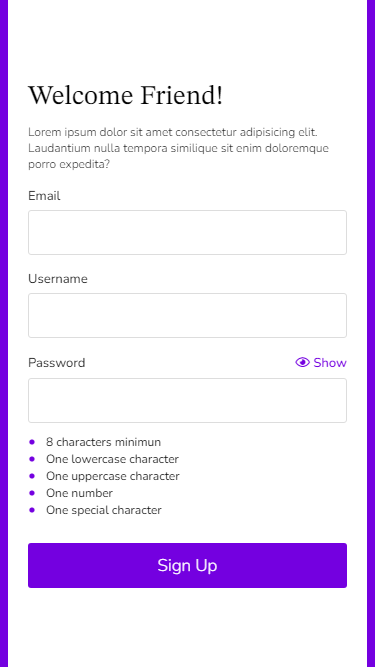 Welcome Friend!
Lorem ipsum dolor sit amet consectetur adipisicing elit.
Laudantium nulla tempora similique sit enim doloremque
porro expedita?
Email
Username
Password Show
8 characters minimun
One lowercase character
One uppercase character
One number
One special character
Sign Up